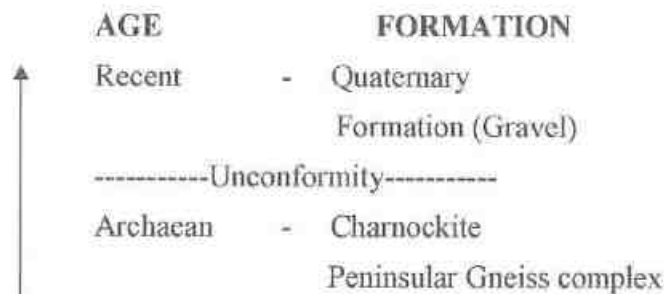 AGE FORMATION
Recent - Quaternary
Formation (Gravel)
-----------Unconformity-----------
Archaean - Charnockite
Peninsular Gneiss complex